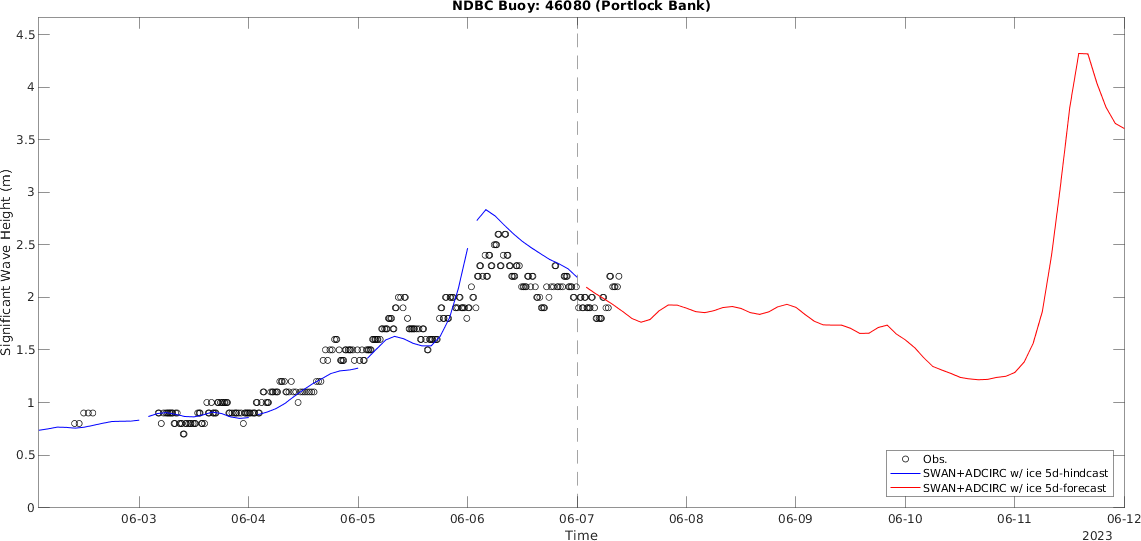 NDBC Buoy: 46080 (Portlock Bank)
4.5
4
3.5
3
2.5
2
1.5
1
0.5
0
Significant Wave Height (m)
Obs.
SWAN+ADCIRC w/ ice 5d-hindcast
SWAN+ADCIRC w/ ice 5d-forecast
06-03 06-04 06-05 06-06 06-07 06-08 06-09 06-10 06-11 06-12
Time
2023